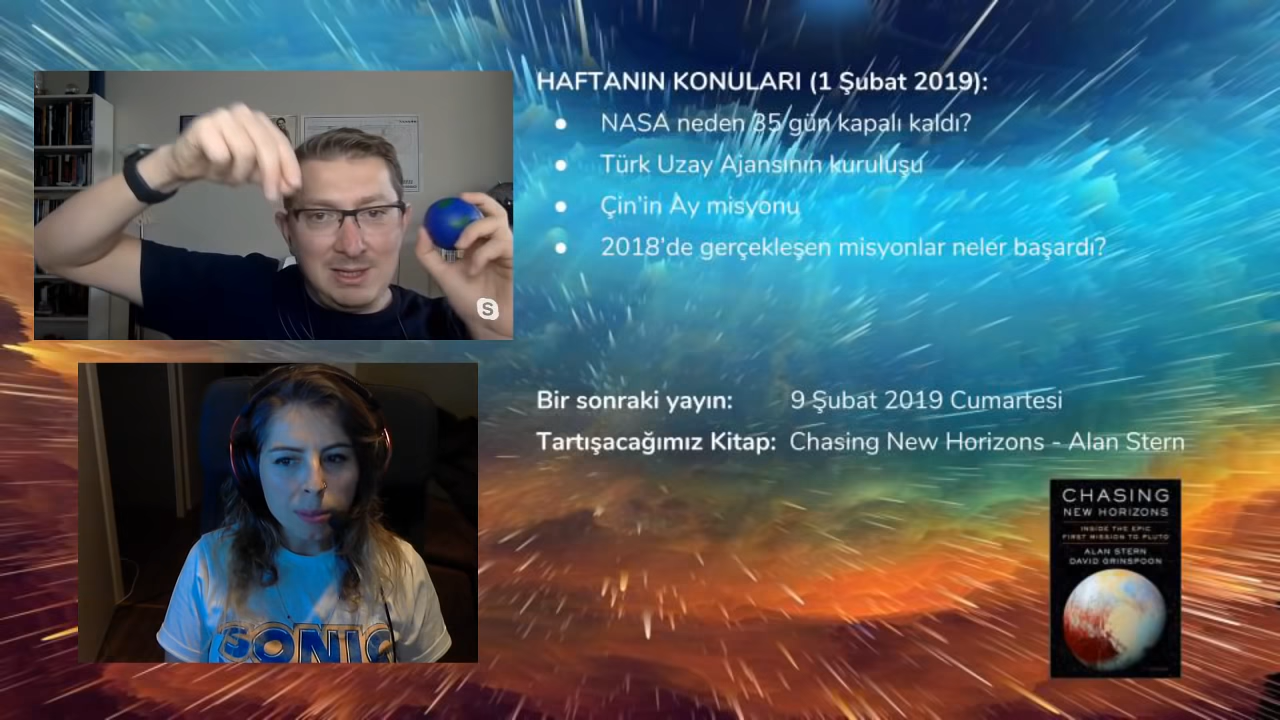 HAFTANIN KONULARI (1 Şubat 2019):
NASA neden 35 gün kapalı kaldı?
Türk Uzay Ajansının kuruluşu
Çin'in Ay misyonu
2018'de gerçekleşen misyonlar neler başardı?
S
Bir sonraki yayın: 9 Şubat 2019 Cumartesi
Tartışacağımız Kitap: Chasing New Horizons - Alan Stern
CHASING
NEW HORIZONS
INSIDE THE EPIC
FIRST MISSION TO PLUTO
ALAN STERN
DAVID GRINSPOON
SONIC